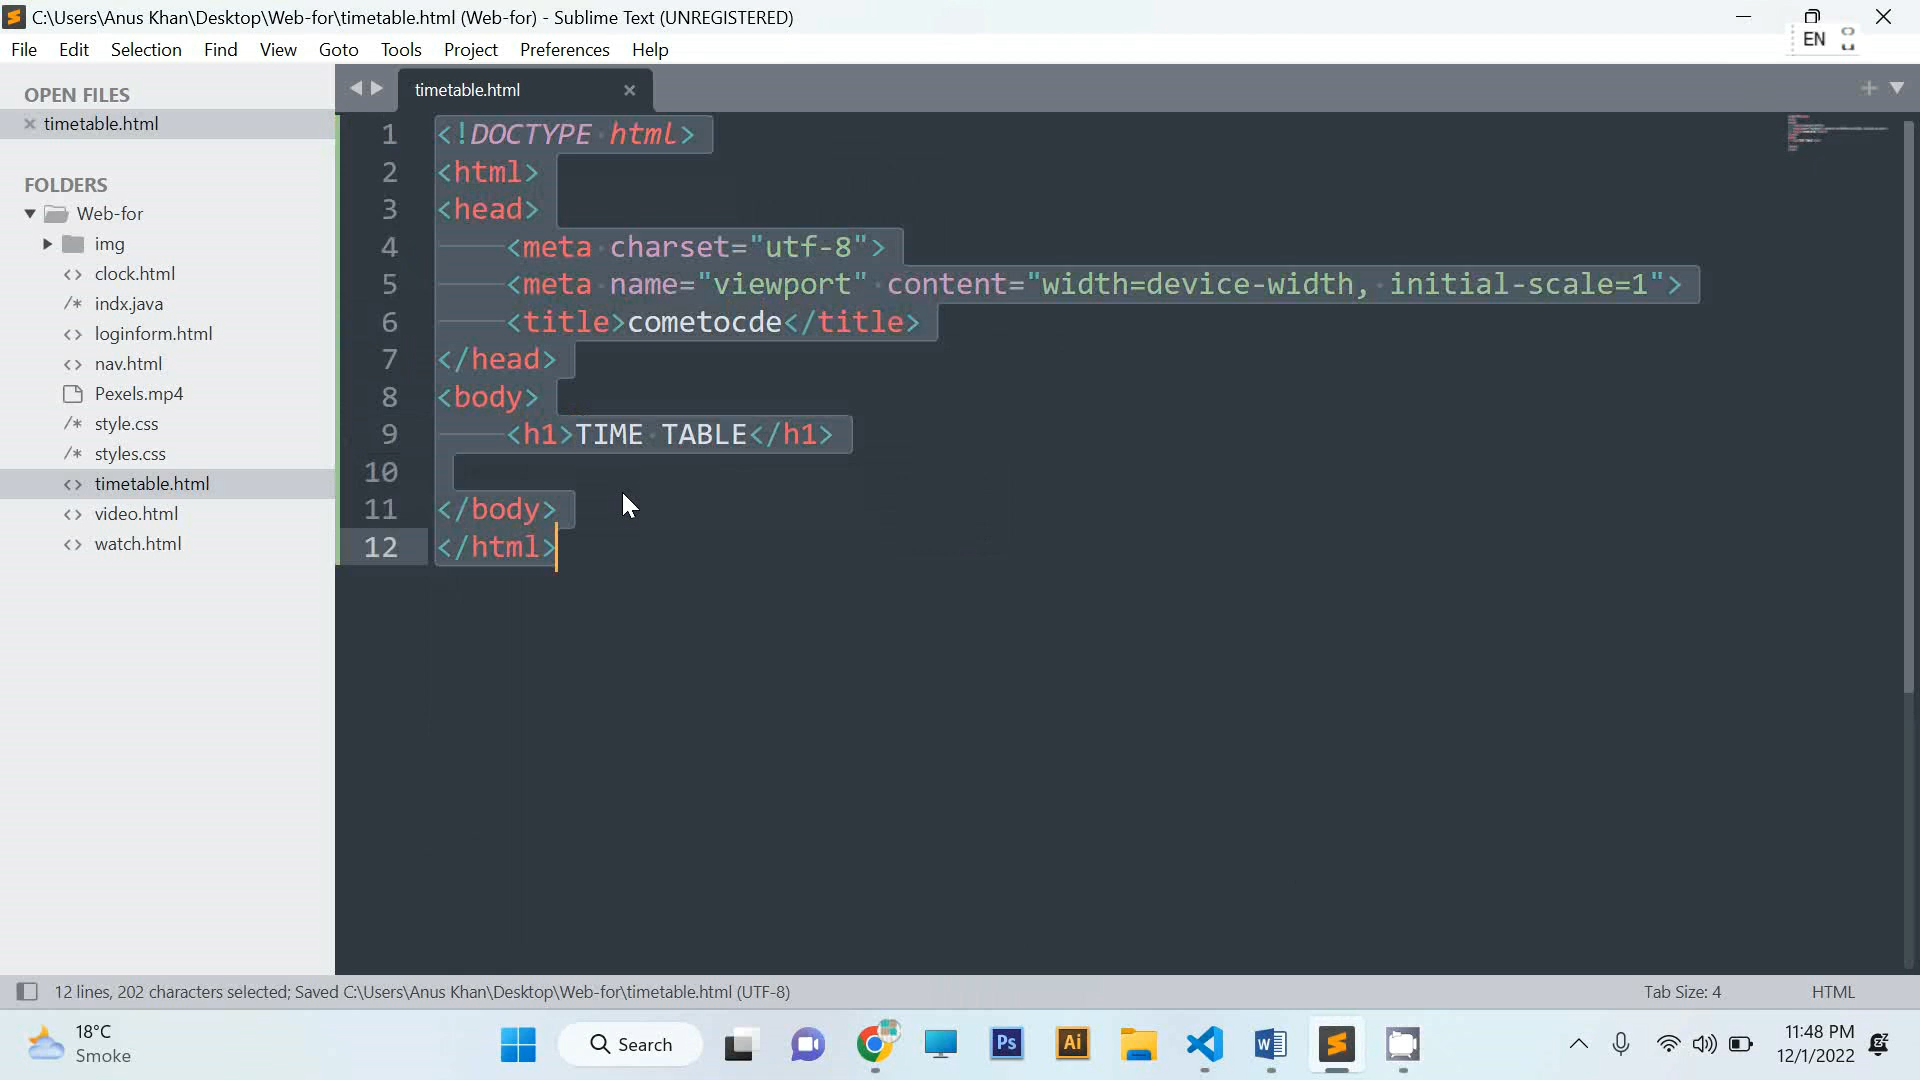 C:\Users\Anus Khan\Desktop\Web-for\timetable.html (Web-for) - Sublime Text (UNREGISTERED)
File Edit Selection Find View Goto Tools Project Preferences Help
EN
OPEN FILES
timetable.html
FOLDERS
Web-for
img
clock.html
indx.java
loginform.html
nav.html
Pexels.mp4
style.css
styles.css
timetable.html
video.html
watch.html
timetable.html
1 <!DOCTYPE html>
2 <html>
3 <head>
4 <meta charset="utf-8">
5 <meta name="viewport" content="width=device-width, initial-scale=1">
6 <title>cometocde</title>
7 </head>
8 <body>
9 <h1>TIME TABLE</h1>
10
11 </body>
12 </html>
12 lines, 202 characters selected; Saved C:\Users\Anus Khan\Desktop\Web-for\timetable.html (UTF-8) Tab Size: 4 HTML
18°C
Smoke
Search
Ps
Ai
11:48 PM
12/1/2022